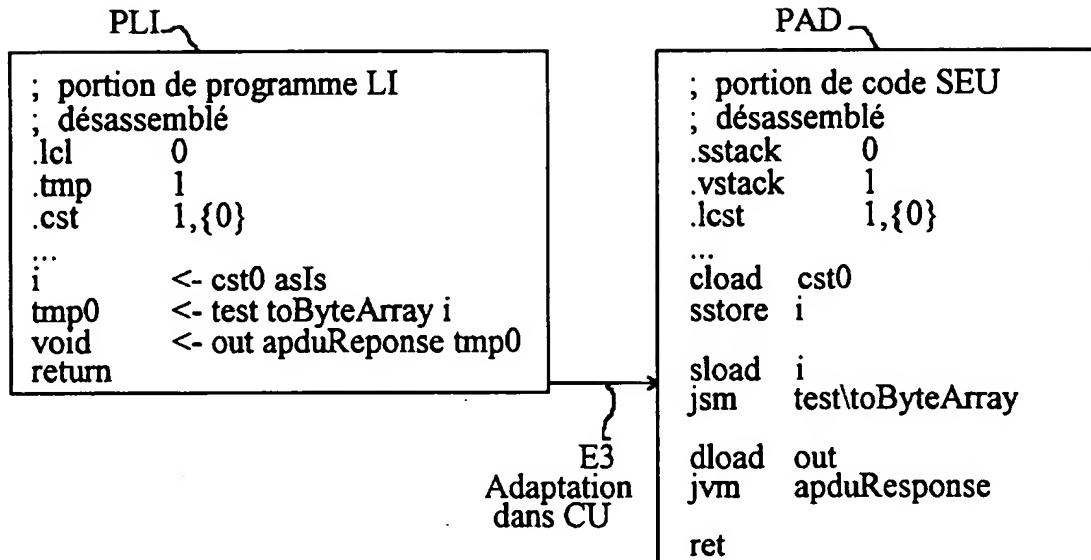 PLI
; portion de programme LI
; désassemblé
.lcl 0
.tmp 1
.cst 1,{0}
...
i <- cst0 asIs
tmp0 <- test toByteArray i
void <- out apduReponse tmp0
return
E3
Adaptation
dans CU
PAD
; portion de code SEU
; désassemblé
.sstack 0
.vstack 1
.lcst 1,{0}
...
cload cst0
sstore i
sload i
jsm test\toByteArray
dload out
jvm apduResponse
ret